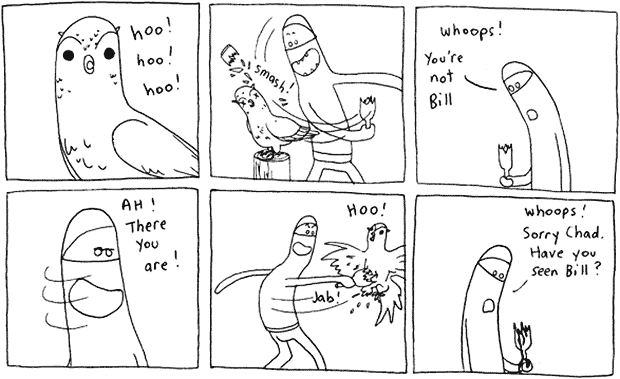 hoo!
hoo!
hoo!
smash!
whoops!
You're
not
Bill
AH!
There
you
are!
Hoo!
Jab!
whoops!
Sorry Chad.
Have you
seen Bill?